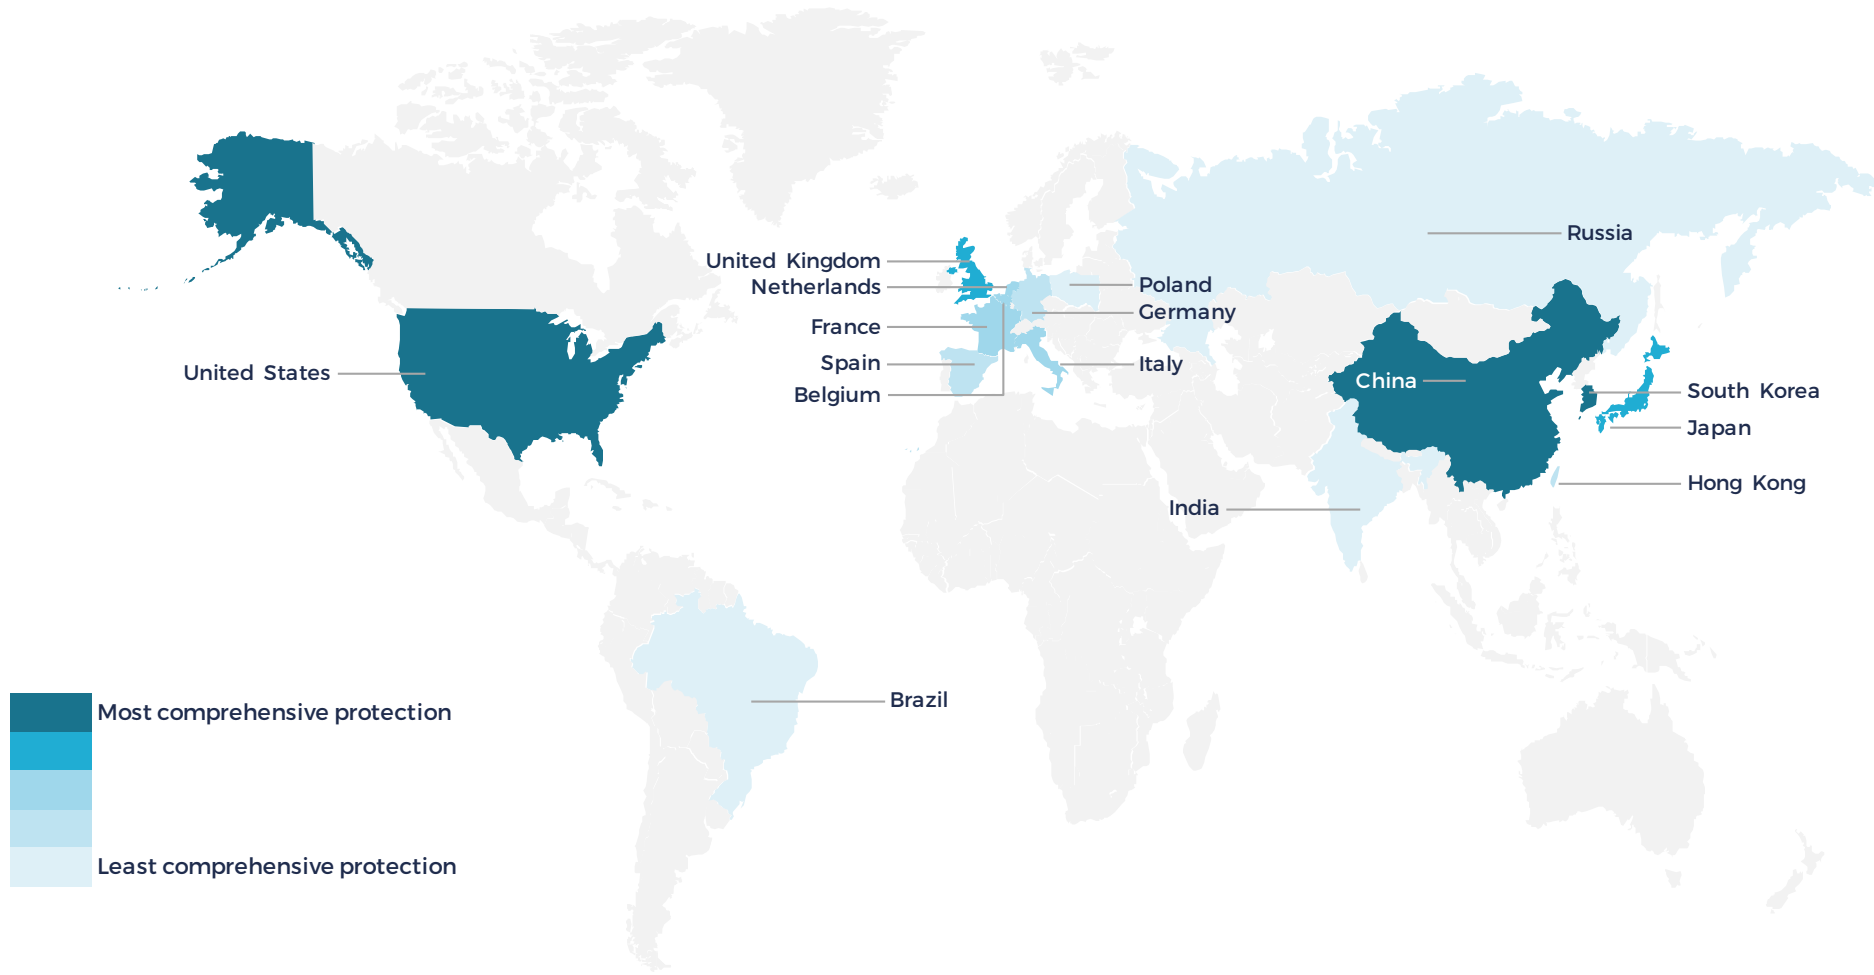 Russia
United Kingdom
Netherlands
Poland
Germany
France
Spain
Italy
United States
China
Belgium
South Korea
Japan
Hong Kong
India
Brazil
Most comprehensive protection
Least comprehensive protection